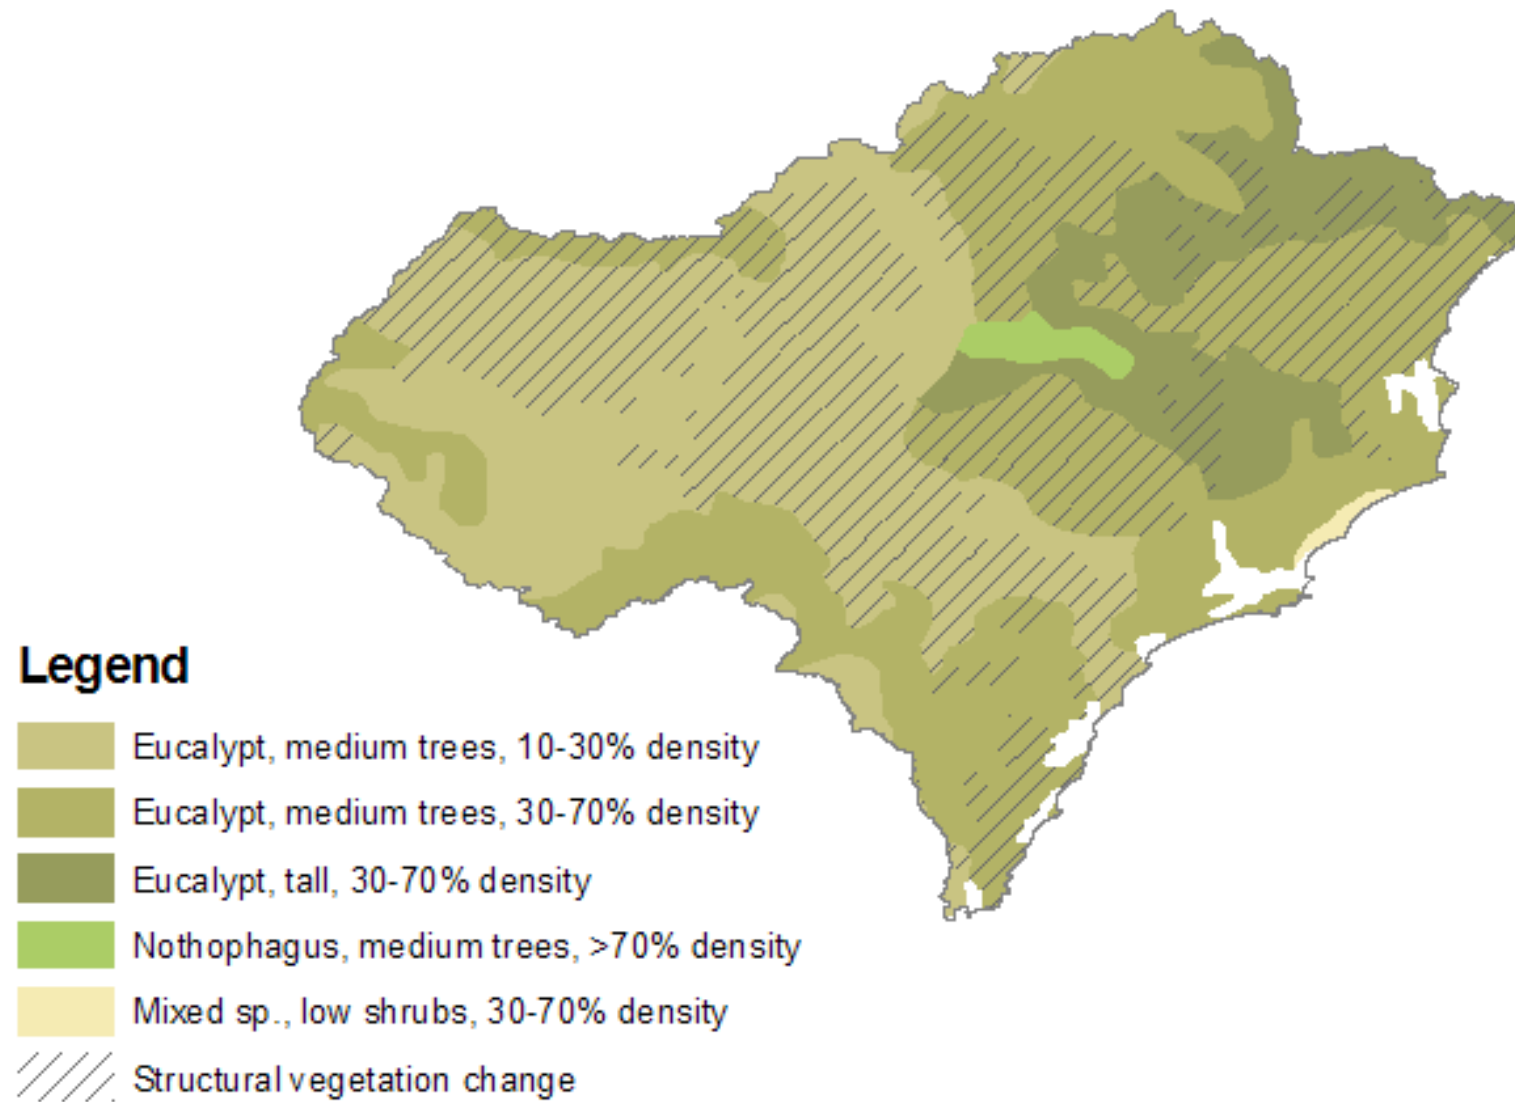 Legend
Eucalypt, medium trees, 10-30% density
Eucalypt, medium trees, 30-70% density
Eucalypt, tall, 30-70% density
Nothophagus, medium trees, >70% density
Mixed sp., low shrubs, 30-70% density
Structural vegetation change